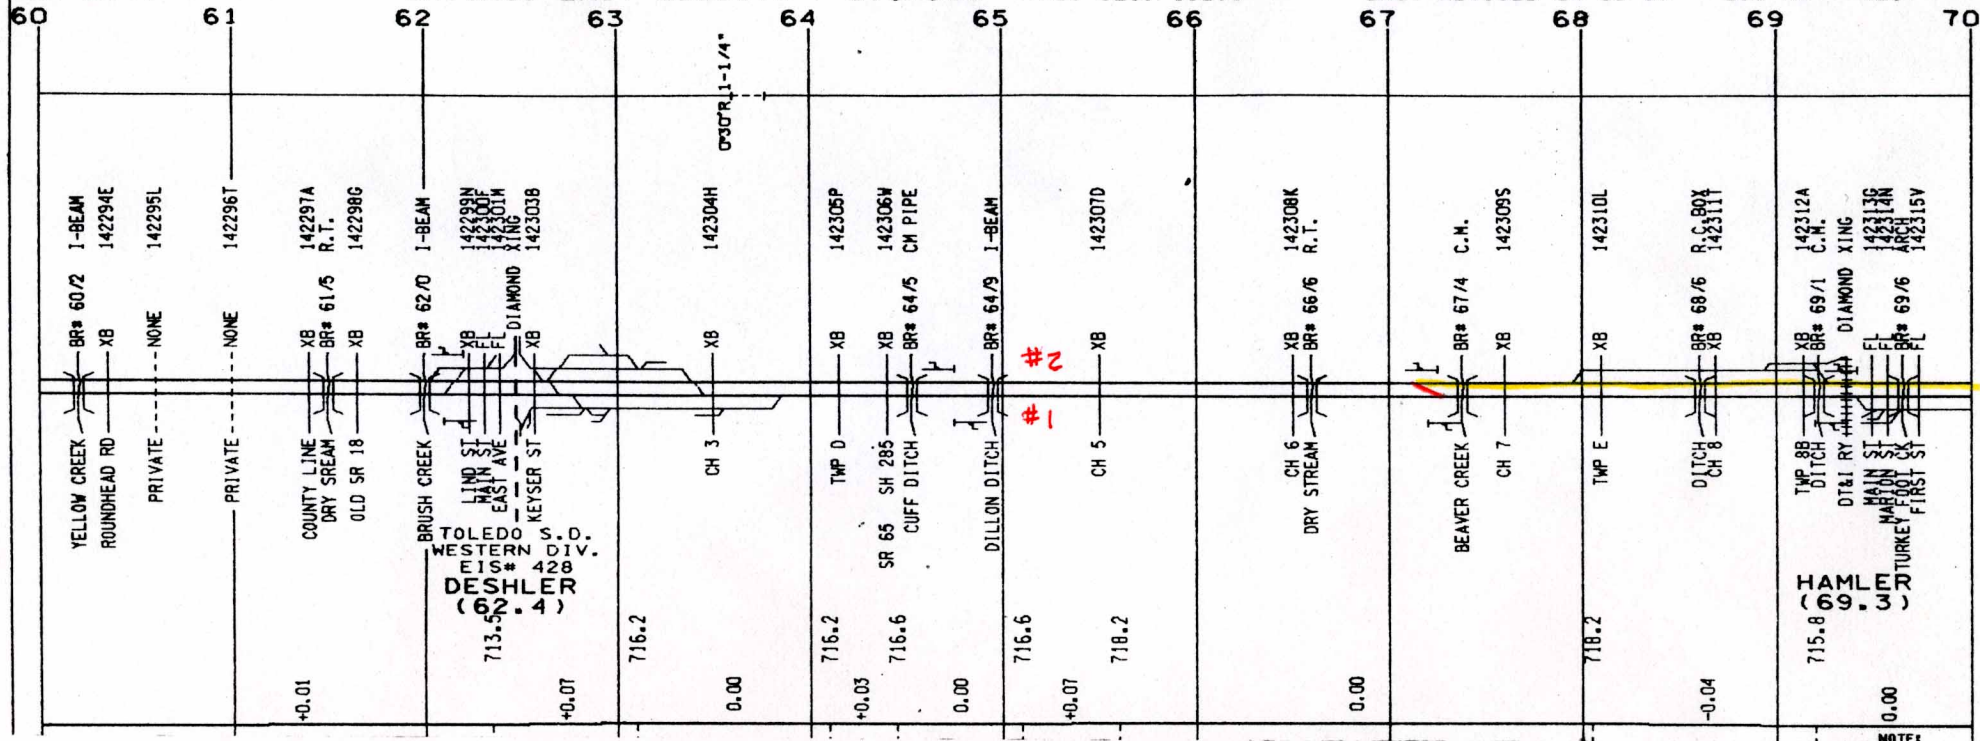 60 61 62 63 64 65 66 67 68 69 70
0°30'R 1-1/4"
BR# 60/2 I-BEAM
XB 142294E
NONE 142295L
NONE 142296T
XB 142297A
BR# 61/5 R.T.
XB 142298G
BR# 62/0 I-BEAM
XB 142299N
FL 142300F
FL 142301M
DIAMOND XING
XB 142303B
XB 142304H
XB 142305P
XB 142306W
BR# 64/5 CM PIPE
BR# 64/9 I-BEAM
XB 142307D
XB 142308K
BR# 66/6 R.T.
BR# 67/4 C.M.
XB 142309S
XB 142310L
BR# 68/6 R.C.BOX
XB 142311T
XB 142312A
BR# 69/1 C.M.
DIAMOND XING
FL 142313G
FL 142314N
BR# 69/6 ARCH
FL 142315V
#2
#1
YELLOW CREEK
ROUNDHEAD RD
PRIVATE
PRIVATE
COUNTY LINE
DRY SREAM
OLD SR 18
BRUSH CREEK
LIND ST
MAIN ST
EAST AVE
KEYSER ST
CH 3
TWP D
SR 65 SH 285
CUFF DITCH
DILLON DITCH
CH 5
CH 6
DRY STREAM
BEAVER CREEK
CH 7
TWP E
DITCH
CH 8
TWP 8B
DITCH
DT&I RY
MAIN ST
MARION ST
TURKEY FOOT CK
FIRST ST
TOLEDO S.D.
WESTERN DIV.
EIS# 428
DESHLER
(62.4)
HAMLER
(69.3)
713.5 716.2 716.2 716.6 716.6 718.2 718.2 715.8
+0.01 +0.07 0.00 +0.03 0.00 +0.07 0.00 -0.04 0.00
NOTE: